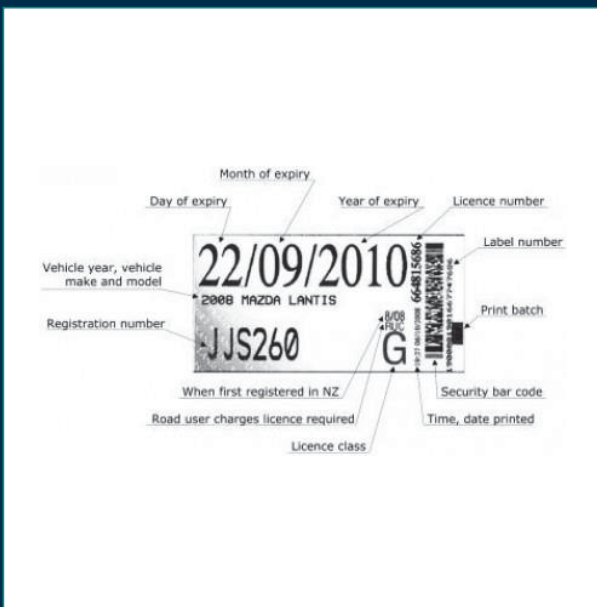 Month of expiry
Day of expiry
Year of expiry
Licence number
Label number
22/09/2010
664815686
Vehicle year, vehicle
make and model
2008 MAZDA LANTIS
Registration number
JJS260
8/08
RUC
G
Print batch
When first registered in NZ
Security bar code
Road user charges licence required
Time, date printed
Licence class